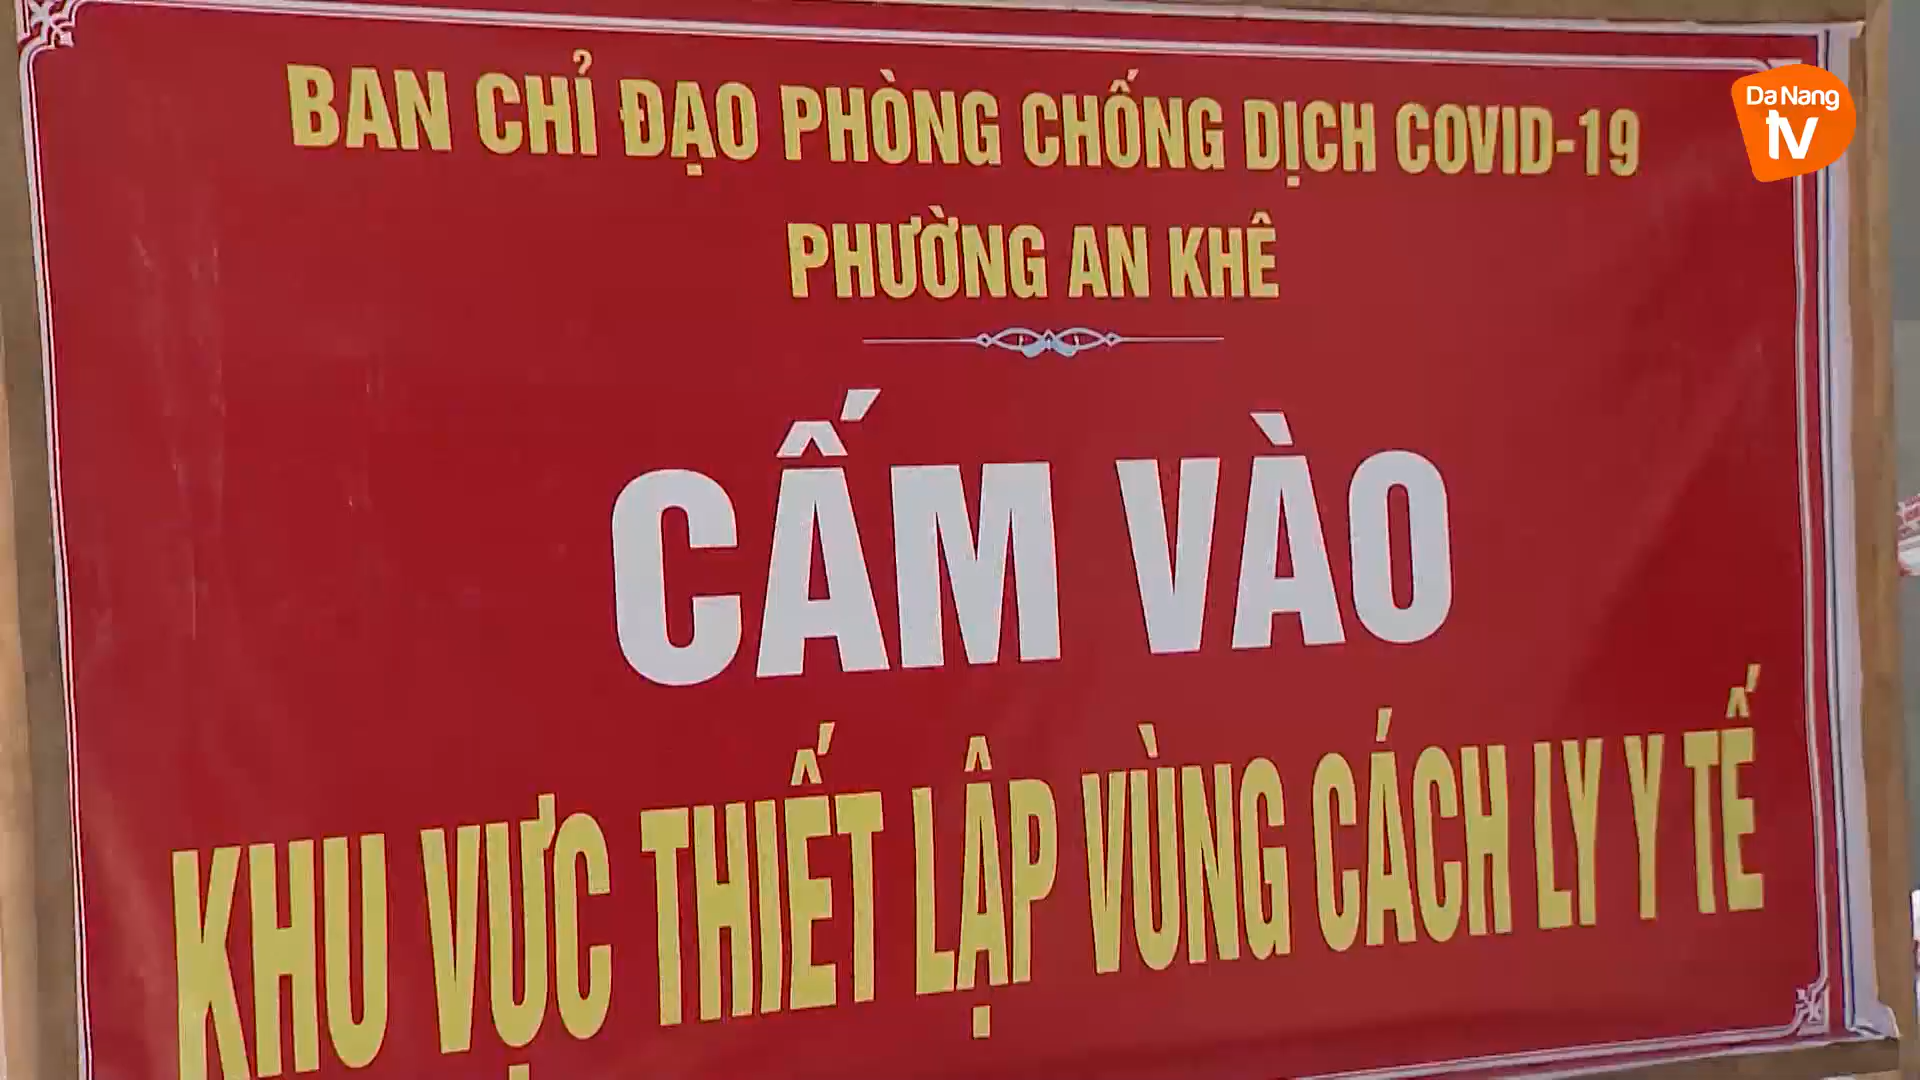 BAN CHỈ ĐẠO PHÒNG CHỐNG DỊCH COVID-19
PHƯỜNG AN KHÊ
CẤM VÀO
KHU VỰC THIẾT LẬP VÙNG CÁCH LY Y TẾ
Da Nang
tv